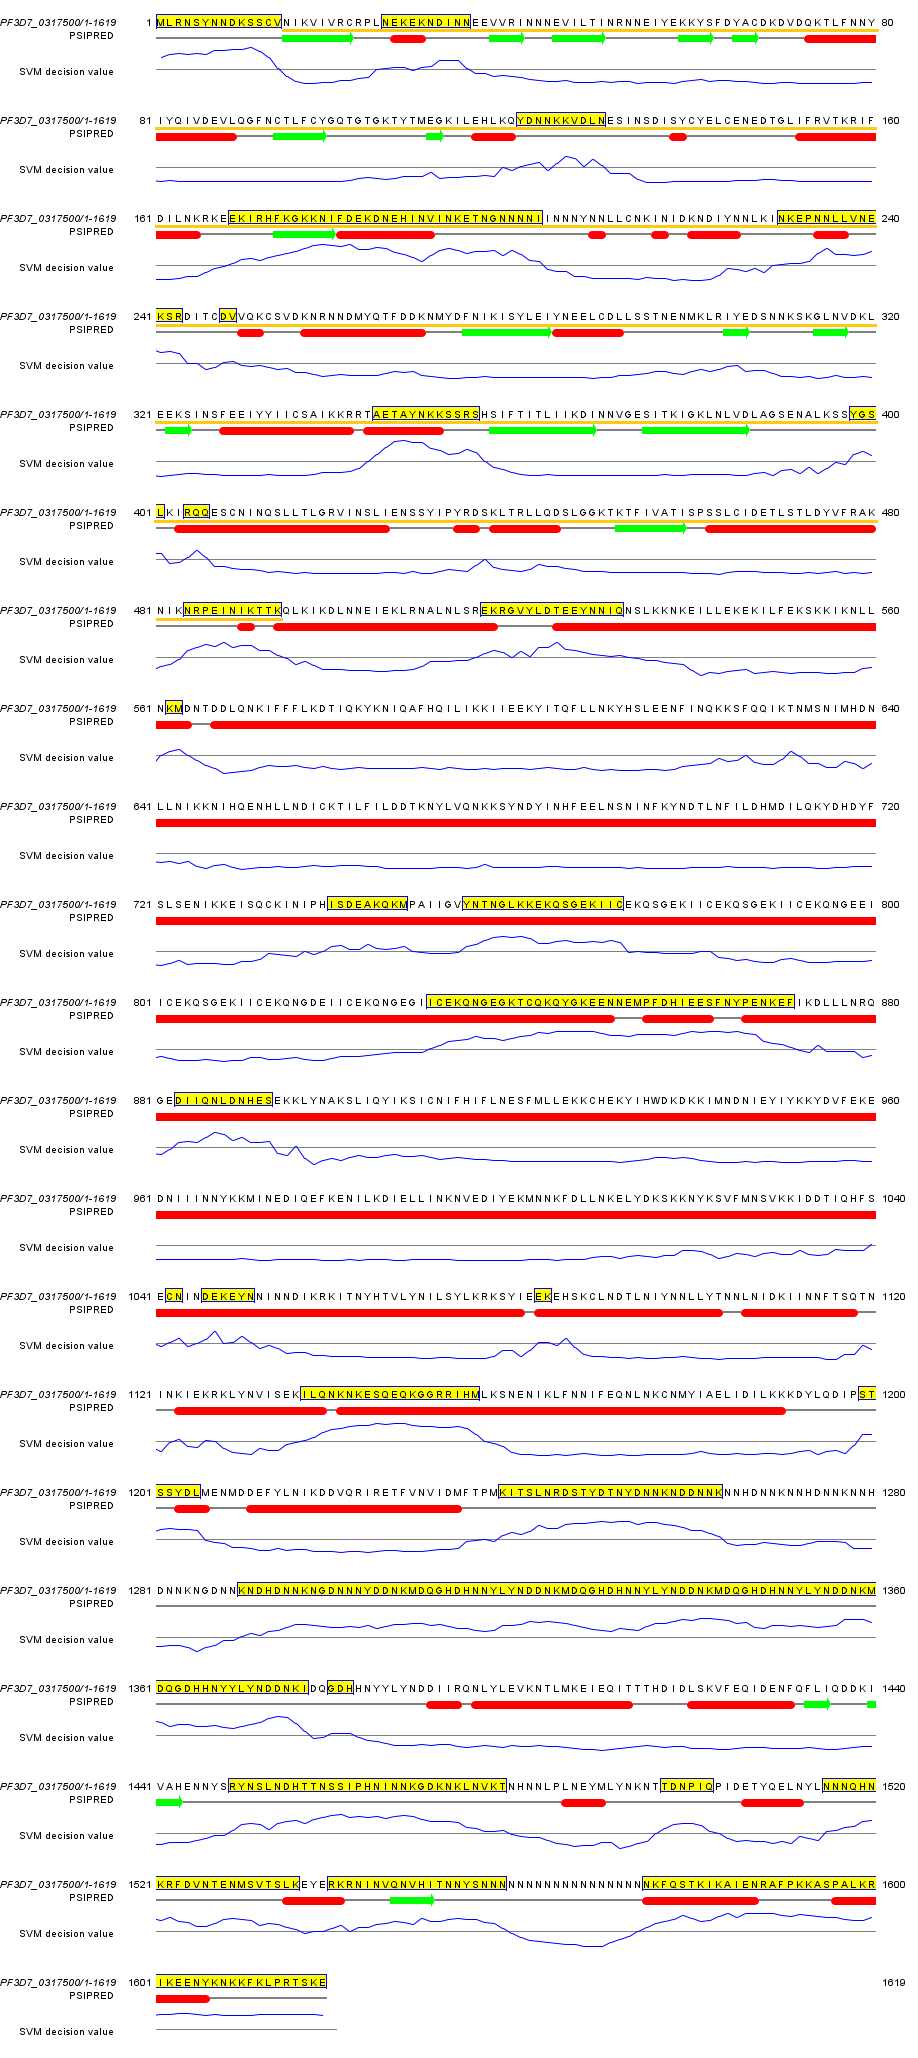 PF3D7_0317500/1-1619 1 MLRNSYNNDKSSCVNIKVIVRCRPLNEKEKNDINNEEVVRINNNEVILTINRNNEIYEKKYSFDYACDKDVDQKTLFNNY 80
PSIPRED
SVM decision value
PF3D7_0317500/1-1619 81 IYQIVDEVLQGFNCTLFCYGQTGTGKTYTMEGKILEHLKQYDNNKKVDLNESINSDISYCYELCENEDTGLIFRVTKRIF 160
PSIPRED
SVM decision value
PF3D7_0317500/1-1619 161 DILNKRKEEKIRHFKGKKNIFDEKDNEHINVINKETNGNNNNIINNNYNNLLCNKINIDKNDIYNNLKINKEPNNLLVNE 240
PSIPRED
SVM decision value
PF3D7_0317500/1-1619 241 KSRDITCDVVQKCSVDKNRNNDMYQTFDDKNMYDFNIKISYLEIYNEELCDLLSSTNENMKLRIYEDSNNKSKGLNVDKL 320
PSIPRED
SVM decision value
PF3D7_0317500/1-1619 321 EEKSINSFEEIYYIICSAIKKRRTAETAYNKKSSRSHSIFTITLIIKDINNVGESITKIGKLNLVDLAGSENALKSSYGS 400
PSIPRED
SVM decision value
PF3D7_0317500/1-1619 401 LKIRQQESCNINQSLLTLGRVINSLIENSSYIPYRDSKLTRLLQDSLGGKTKTFIVATISPSSLCIDETLSTLDYVFRAK 480
PSIPRED
SVM decision value
PF3D7_0317500/1-1619 481 NIKNRPEINIKTTKQLKIKDLNNEIEKLRNALNLSREKRGVYLDTEEYNNIQNSLKKNKEILLEKEKILFEKSKKIKNLL 560
PSIPRED
SVM decision value
PF3D7_0317500/1-1619 561 NKMDNTDDLQNKIFFFLKDTIQKYKNIQAFHQILIKKIIEEKYITQFLLNKYHSLEENFINQKKSFQQIKTNMSNIMHDN 640
PSIPRED
SVM decision value
PF3D7_0317500/1-1619 641 LLNIKKNIHQENHLLNDICKTILFILDDTKNYLVQNKKSYNDYINHFEELNSNINFKYNDTLNFILDHMDILQKYDHDYF 720
PSIPRED
SVM decision value
PF3D7_0317500/1-1619 721 SLSENIKKEISQCKINIPHISDEAKQKMPAIIGVYNTNGLKKEKQSGEKIICEKQSGEKIICEKQSGEKIICEKQNGEEI 800
PSIPRED
SVM decision value
PF3D7_0317500/1-1619 801 ICEKQSGEKIICEKQNGDEIICEKQNGEGIICEKQNGEGKTCQKQYGKEENNEMPFDHIEESFNYPENKEFIKDLLLNRQ 880
PSIPRED
SVM decision value
PF3D7_0317500/1-1619 881 GEDIIQNLDNHESEKKLYNAKSLIQYIKSICNIFHIFLNESFMLLEKKCHEKYIHWDKDKKIMNDNIEYIYKKYDVFEKE 960
PSIPRED
SVM decision value
PF3D7_0317500/1-1619 961 DNIIINNYKKMINEDIQEFKENILKDIELLINKNVEDIYEKMNNKFDLLNKELYDKSKKNYKSVFMNSVKKIDDTIQHFS 1040
PSIPRED
SVM decision value
PF3D7_0317500/1-1619 1041 ECNINDEKEYNNINNDIKRKITNYHTVLYNILSYLKRKSYIEEKEHSKCLNDTLNIYNNLLYTNNLNIDKIINNFTSQTN 1120
PSIPRED
SVM decision value
PF3D7_0317500/1-1619 1121 INKIEKRKLYNVISEKILQNKNKESQEQKGGRRIHMLKSNENIKLFNNIFEQNLNKCNMYIAELIDILKKKDYLQDIPST 1200
PSIPRED
SVM decision value
PF3D7_0317500/1-1619 1201 SSYDLMENMDDEFYLNIKDDVQRIRETFVNVIDMFTPMKITSLNRDSTYDTNYDNNKNDDNNKNNHDNNKNNHDNNKNNH 1280
PSIPRED
SVM decision value
PF3D7_0317500/1-1619 1281 DNNKNGDNNKNDHDNNKNGDNNNYDDNKMDQGHDHNNYLYNDDNKMDQGHDHNNYLYNDDNKMDQGHDHNNYLYNDDNKM 1360
PSIPRED
SVM decision value
PF3D7_0317500/1-1619 1361 DQGDHHNYYLYNDDNKIDQGDHHNYYLYNDDIIRQNLYLEVKNTLMKEIEQITTTHDIDLSKVFEQIDENFQFLIQDDKI 1440
PSIPRED
SVM decision value
PF3D7_0317500/1-1619 1441 VAHENNYSRYNSLNDHTTNSSIPHNINNKGDKNKLNVKTNHNNLPLNEYMLYNKNTTDNPIQPIDETYQELNYLNNNQHN 1520
PSIPRED
SVM decision value
PF3D7_0317500/1-1619 1521 KRFDVNTENMSVTSLKEYERKRNINVQNVHITNNYSNNNNNNNNNNNNNNNNNNNNKFQSTKIKAIENRAFPKKASPALKR 1600
PSIPRED
SVM decision value
PF3D7_0317500/1-1619 1601 IKEENYKNKKFKLPRTSKE 1619
PSIPRED
SVM decision value